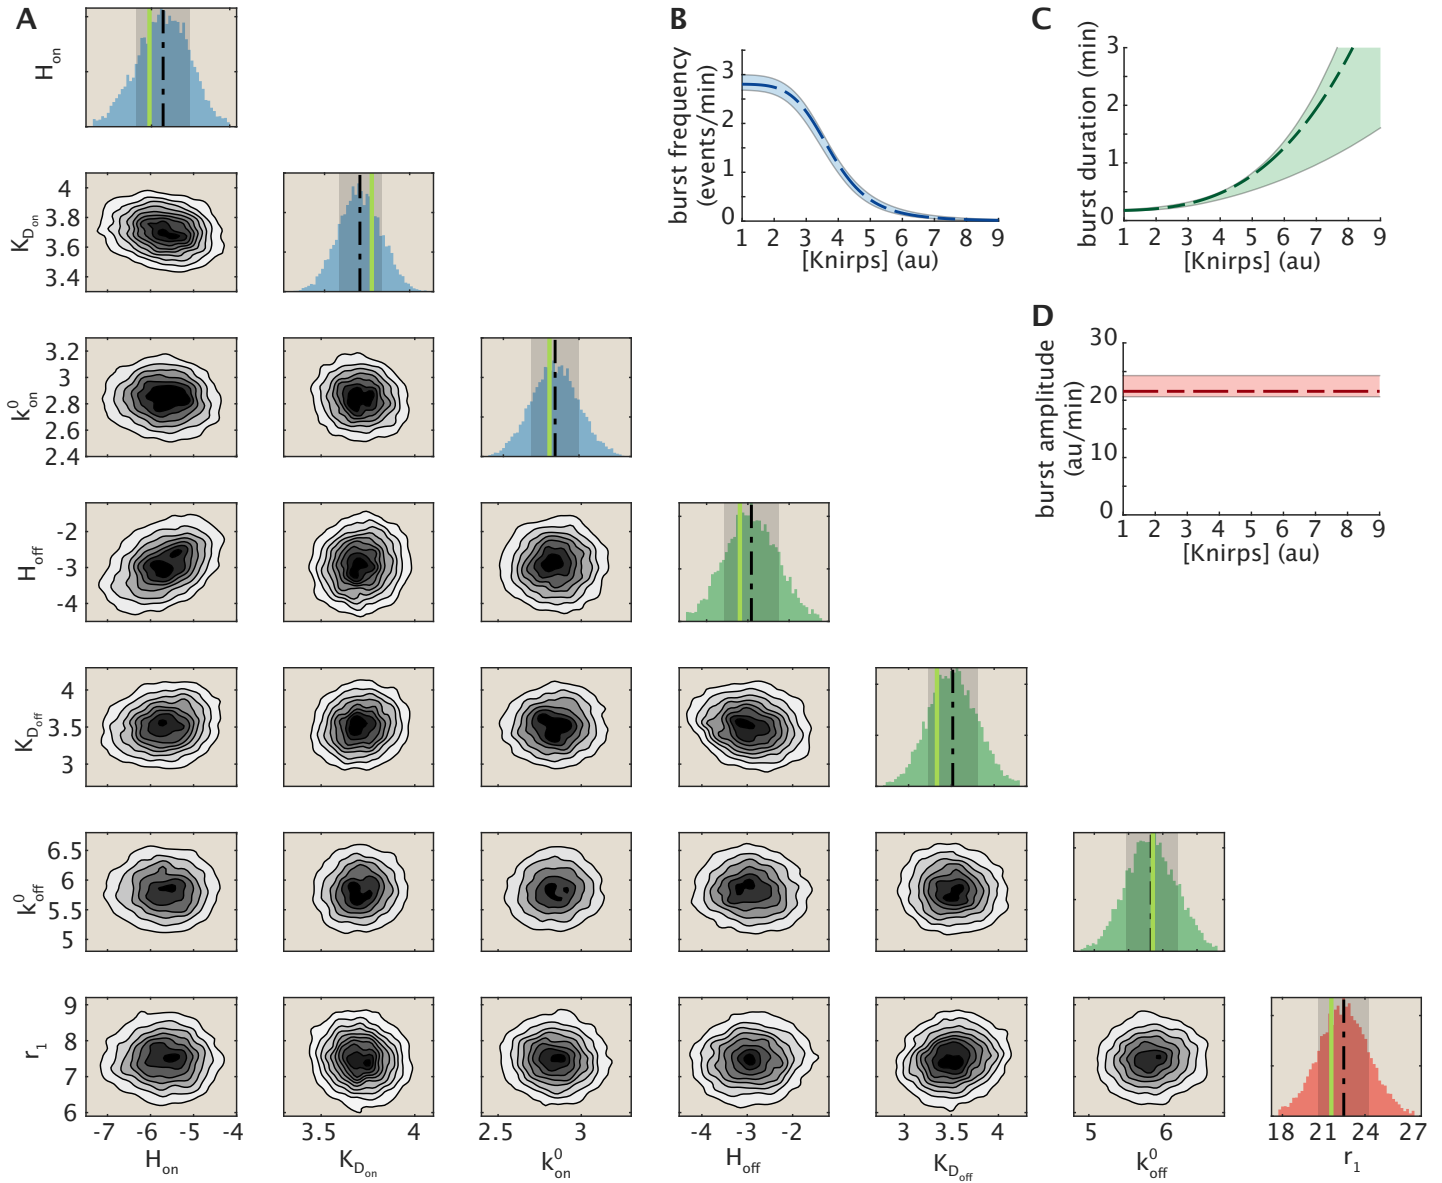 A
H_on
K_D_on
4
3.8
3.6
3.4
k^0_on
3.2
3
2.8
2.6
2.4
H_off
-2
-3
-4
K_D_off
4
3.5
3
k^0_off
6.5
6
5.5
5
r_1
9
8
7
6
-7 -6 -5 -4
H_on
3.5 4
K_D_on
2.5 3
k^0_on
-4 -3 -2
H_off
3 3.5 4
K_D_off
5 6
k^0_off
18 21 24 27
r_1
B
burst frequency
(events/min)
3
2
1
0
1 2 3 4 5 6 7 8 9
[Knirps] (au)
C
burst duration (min)
3
2
1
0
1 2 3 4 5 6 7 8 9
[Knirps] (au)
D
burst amplitude
(au/min)
30
20
10
0
1 2 3 4 5 6 7 8 9
[Knirps] (au)